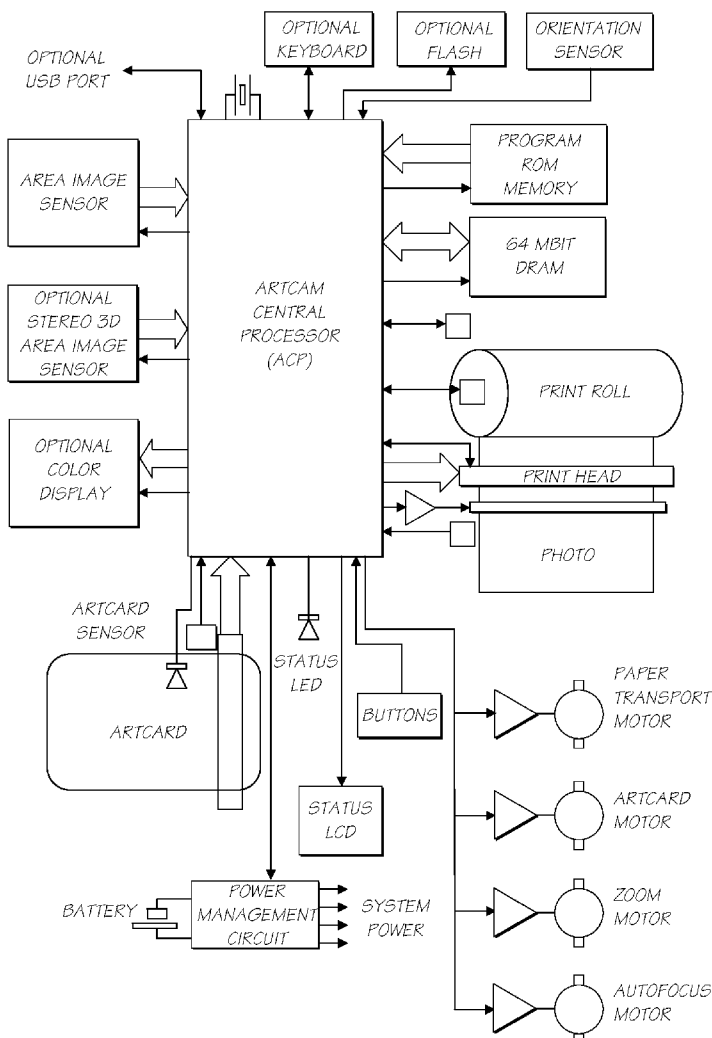 OPTIONAL
KEYBOARD
OPTIONAL
FLASH
ORIENTATION
SENSOR
OPTIONAL
USB PORT
AREA IMAGE
SENSOR
PROGRAM
ROM
MEMORY
64 MBIT
DRAM
OPTIONAL
STEREO 3D
AREA IMAGE
SENSOR
ARTCAM
CENTRAL
PROCESSOR
(ACP)
PRINT ROLL
OPTIONAL
COLOR
DISPLAY
PRINT HEAD
PHOTO
ARTCARD
SENSOR
STATUS
LED
ARTCARD
BUTTONS
PAPER
TRANSPORT
MOTOR
STATUS
LCD
ARTCARD
MOTOR
BATTERY
POWER
MANAGEMENT
CIRCUIT
SYSTEM
POWER
ZOOM
MOTOR
AUTOFOCUS
MOTOR